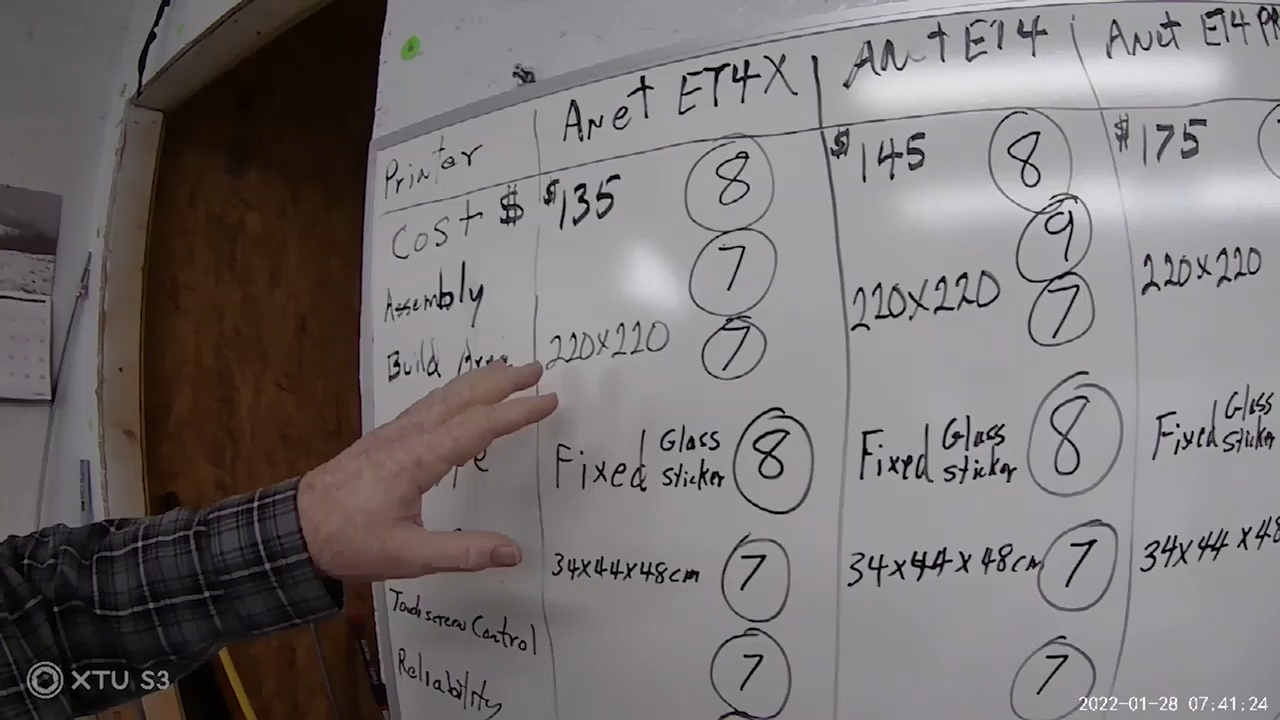 Printer Anet ET4X Anet ET4 Anet ET4
Cost $ $135 8 $145 8 $175
Assembly 7 9
Build 220x220 7 220x220 7 220x220
Fixed Glass sticker 8 Fixed Glass sticker 8 Fixed Glass sticker
34x44x48cm 7 34x44x48cm 7 34x44x48
Touchscreen Control
Reliability 7 7
XTU S3
2022-01-28 07:41:24